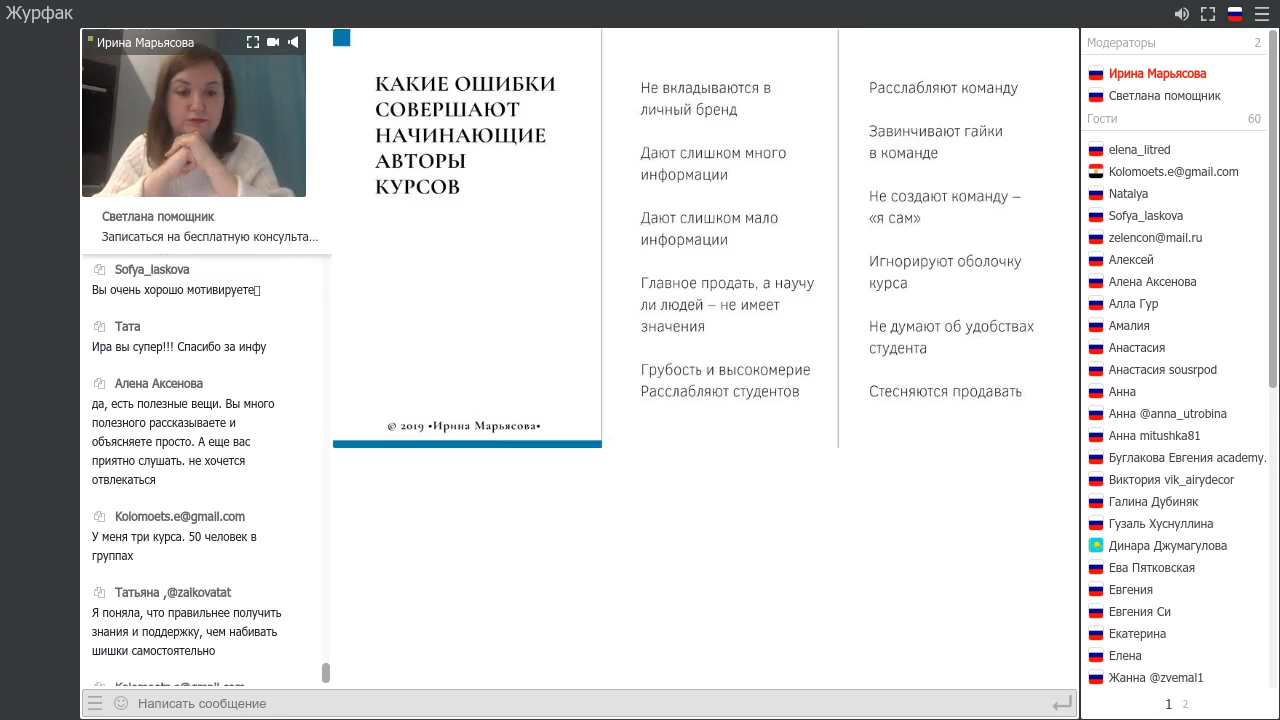 Журфак
Ирина Марьясова
Светлана помощник
Записаться на бесплатную консульта...
Sofya_laskova
Вы очень хорошо мотивируете
Тата
Ира вы супер!!! Спасибо за инфу
Алена Аксенова
да, есть полезные вещи. Вы много
полезного рассказываете и
объясняете просто. А еще вас
приятно слушать. не хочется
отвлекаться
Kolomoets.e@gmail.com
У меня три курса. 50 человек в
группах
Татьяна ,@zaikovatat
Я поняла, что правильнее получить
знания и поддержку, чем набивать
шишки самостоятельно
Kolomoets.e@gmail.com
Написать сообщение
КАКИЕ ОШИБКИ
СОВЕРШАЮТ
НАЧИНАЮЩИЕ
АВТОРЫ
КУРСОВ
© 2019 •Ирина Марьясова•
Не вкладываются в
личный бренд
Дают слишком много
информации
Дают слишком мало
информации
Главное продать, а научу
ли людей – не имеет
значения
Грубость и высокомерие
Расслабляют студентов
Расслабляют команду
Завинчивают гайки
в команде
Не создают команду –
«я сам»
Игнорируют оболочку
курса
Не думают об удобствах
студента
Стесняются продавать
Модераторы 2
Ирина Марьясова
Светлана помощник
Гости 60
elena_litred
Kolomoets.e@gmail.com
Natalya
Sofya_laskova
zelencon@mail.ru
Алексей
Алена Аксенова
Алла Гур
Амалия
Анастасия
Анастасия sousrpod
Анна
Анна @anna_utrobina
Анна mitushka81
Буглакова Евгения academy.
Виктория vik_airydecor
Галина Дубиняк
Гузаль Хуснуллина
Динара Джумагулова
Ева Пятковская
Евгения
Евгения Си
Екатерина
Елена
Жанна @zvemal1
1 2